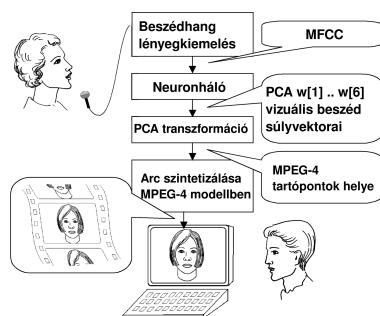 Beszédhang
lényegkiemelés
MFCC
Neuronháló
PCA w[1] .. w[6]
vizuális beszéd
súlyvektorai
PCA transzformáció
Arc szintetizálása
MPEG-4 modellben
MPEG-4
tartópontok helye